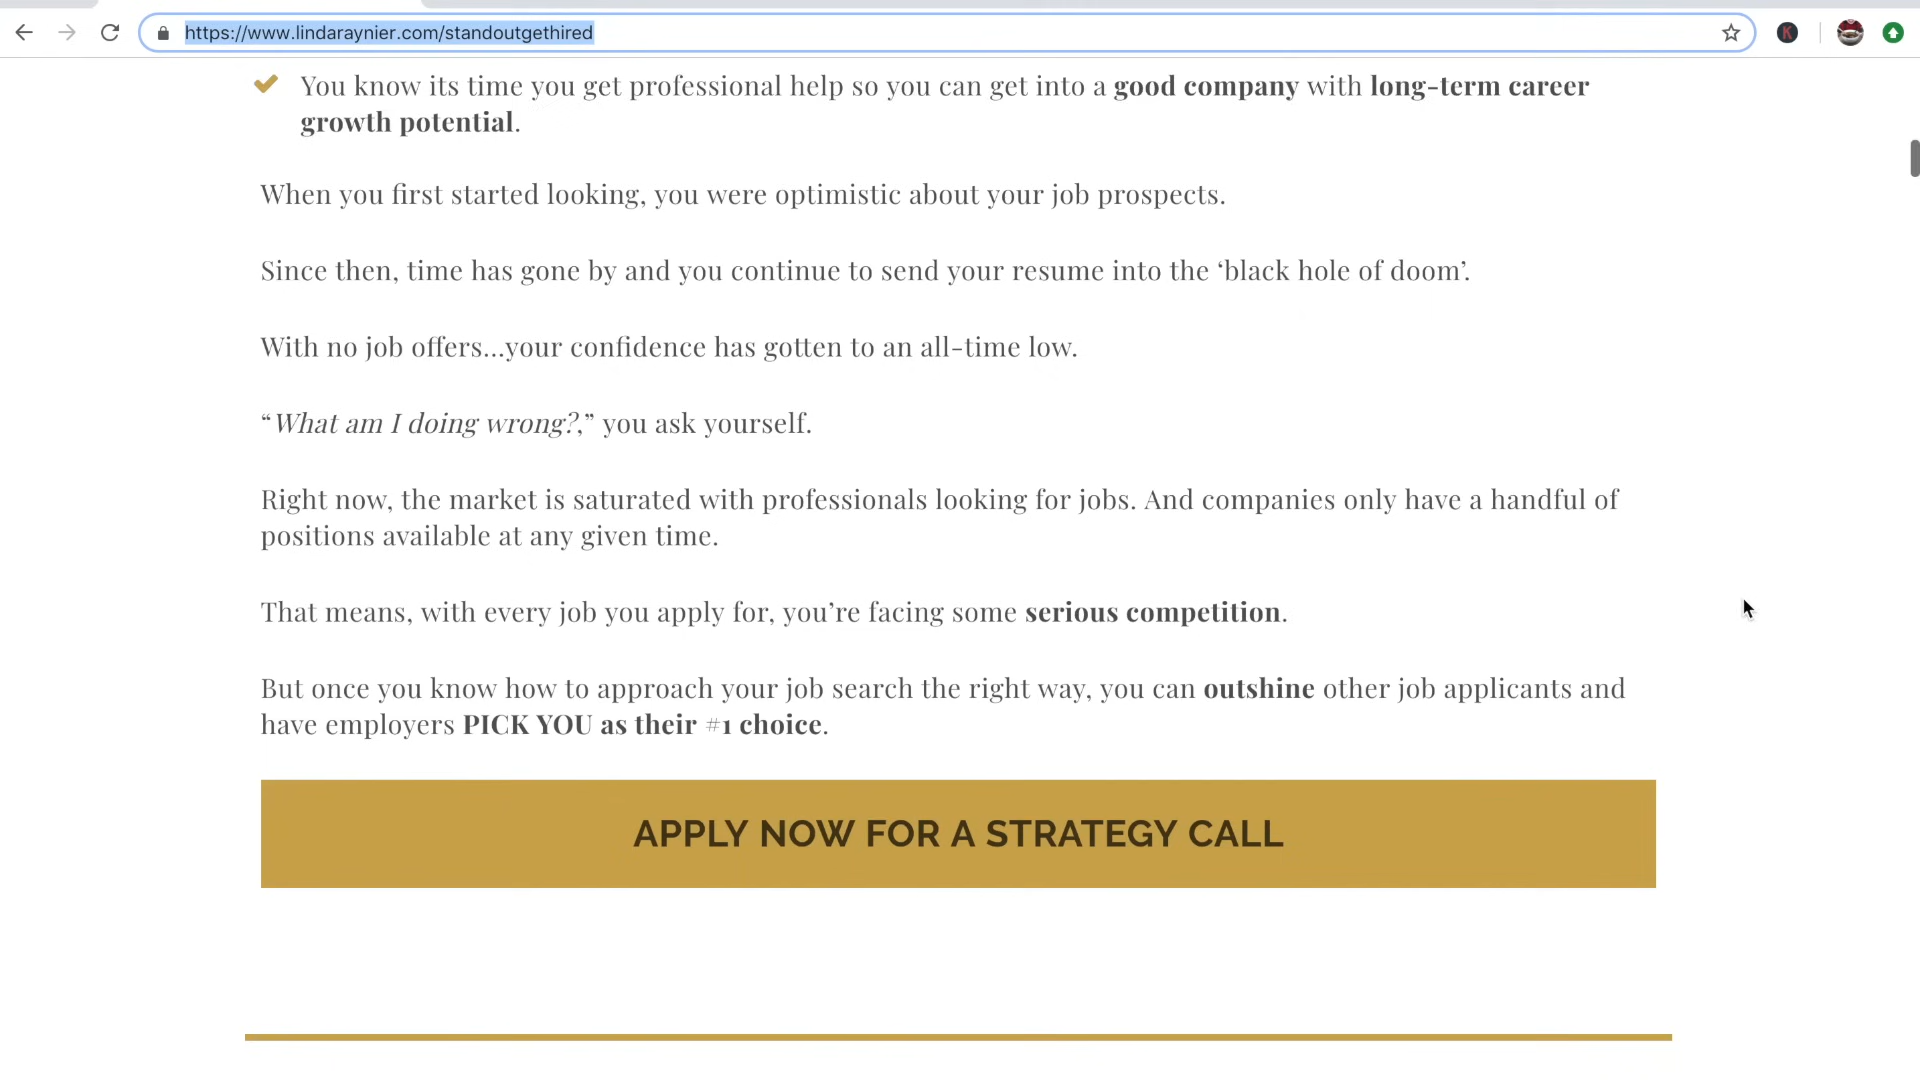 https://www.lindaraynier.com/standoutgethired
K
You know its time you get professional help so you can get into a good company with long-term career
growth potential.
When you first started looking, you were optimistic about your job prospects.
Since then, time has gone by and you continue to send your resume into the ‘black hole of doom’.
With no job offers...your confidence has gotten to an all-time low.
“What am I doing wrong?,” you ask yourself.
Right now, the market is saturated with professionals looking for jobs. And companies only have a handful of
positions available at any given time.
That means, with every job you apply for, you’re facing some serious competition.
But once you know how to approach your job search the right way, you can outshine other job applicants and
have employers PICK YOU as their #1 choice.
APPLY NOW FOR A STRATEGY CALL